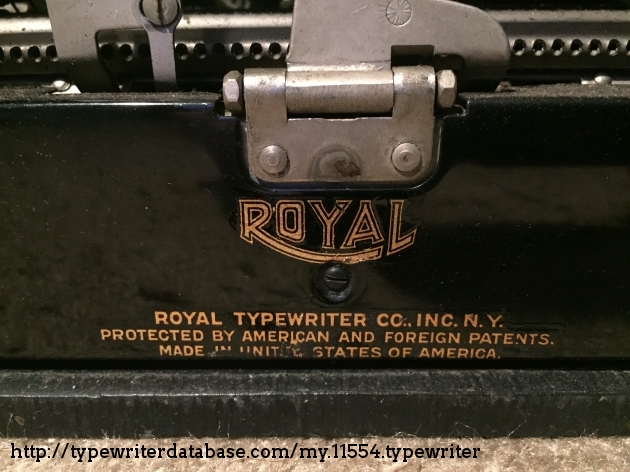 ROYAL
ROYAL TYPEWRITER CO., INC. N.Y.
PROTECTED BY AMERICAN AND FOREIGN PATENTS.
MADE STATES OF AMERICA.
http://typewriterdatabase.com/my.11554.typewriter